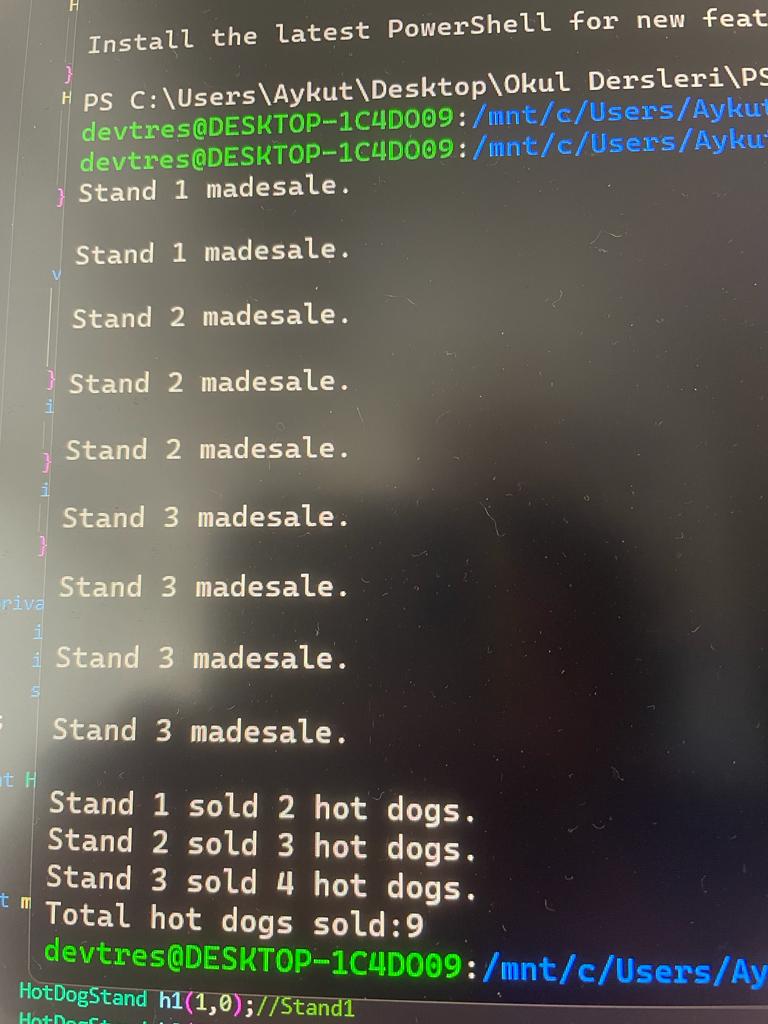 H
Install the latest PowerShell for new feat
}
H
PS C:\Users\Aykut\Desktop\Okul Dersleri\PS
devtres@DESKTOP-1C4DO09:/mnt/c/Users/Aykut
devtres@DESKTOP-1C4DO09:/mnt/c/Users/Ayku
} Stand 1 madesale.
Stand 1 madesale.
v
Stand 2 madesale.
} Stand 2 madesale.
i
} Stand 2 madesale.
i
Stand 3 madesale.
}
Stand 3 madesale.
riva
i
i Stand 3 madesale.
s
; Stand 3 madesale.
t H
Stand 1 sold 2 hot dogs.
Stand 2 sold 3 hot dogs.
Stand 3 sold 4 hot dogs.
t m Total hot dogs sold:9
devtres@DESKTOP-1C4DO09:/mnt/c/Users/Ay
HotDogStand h1(1,0);//Stand1